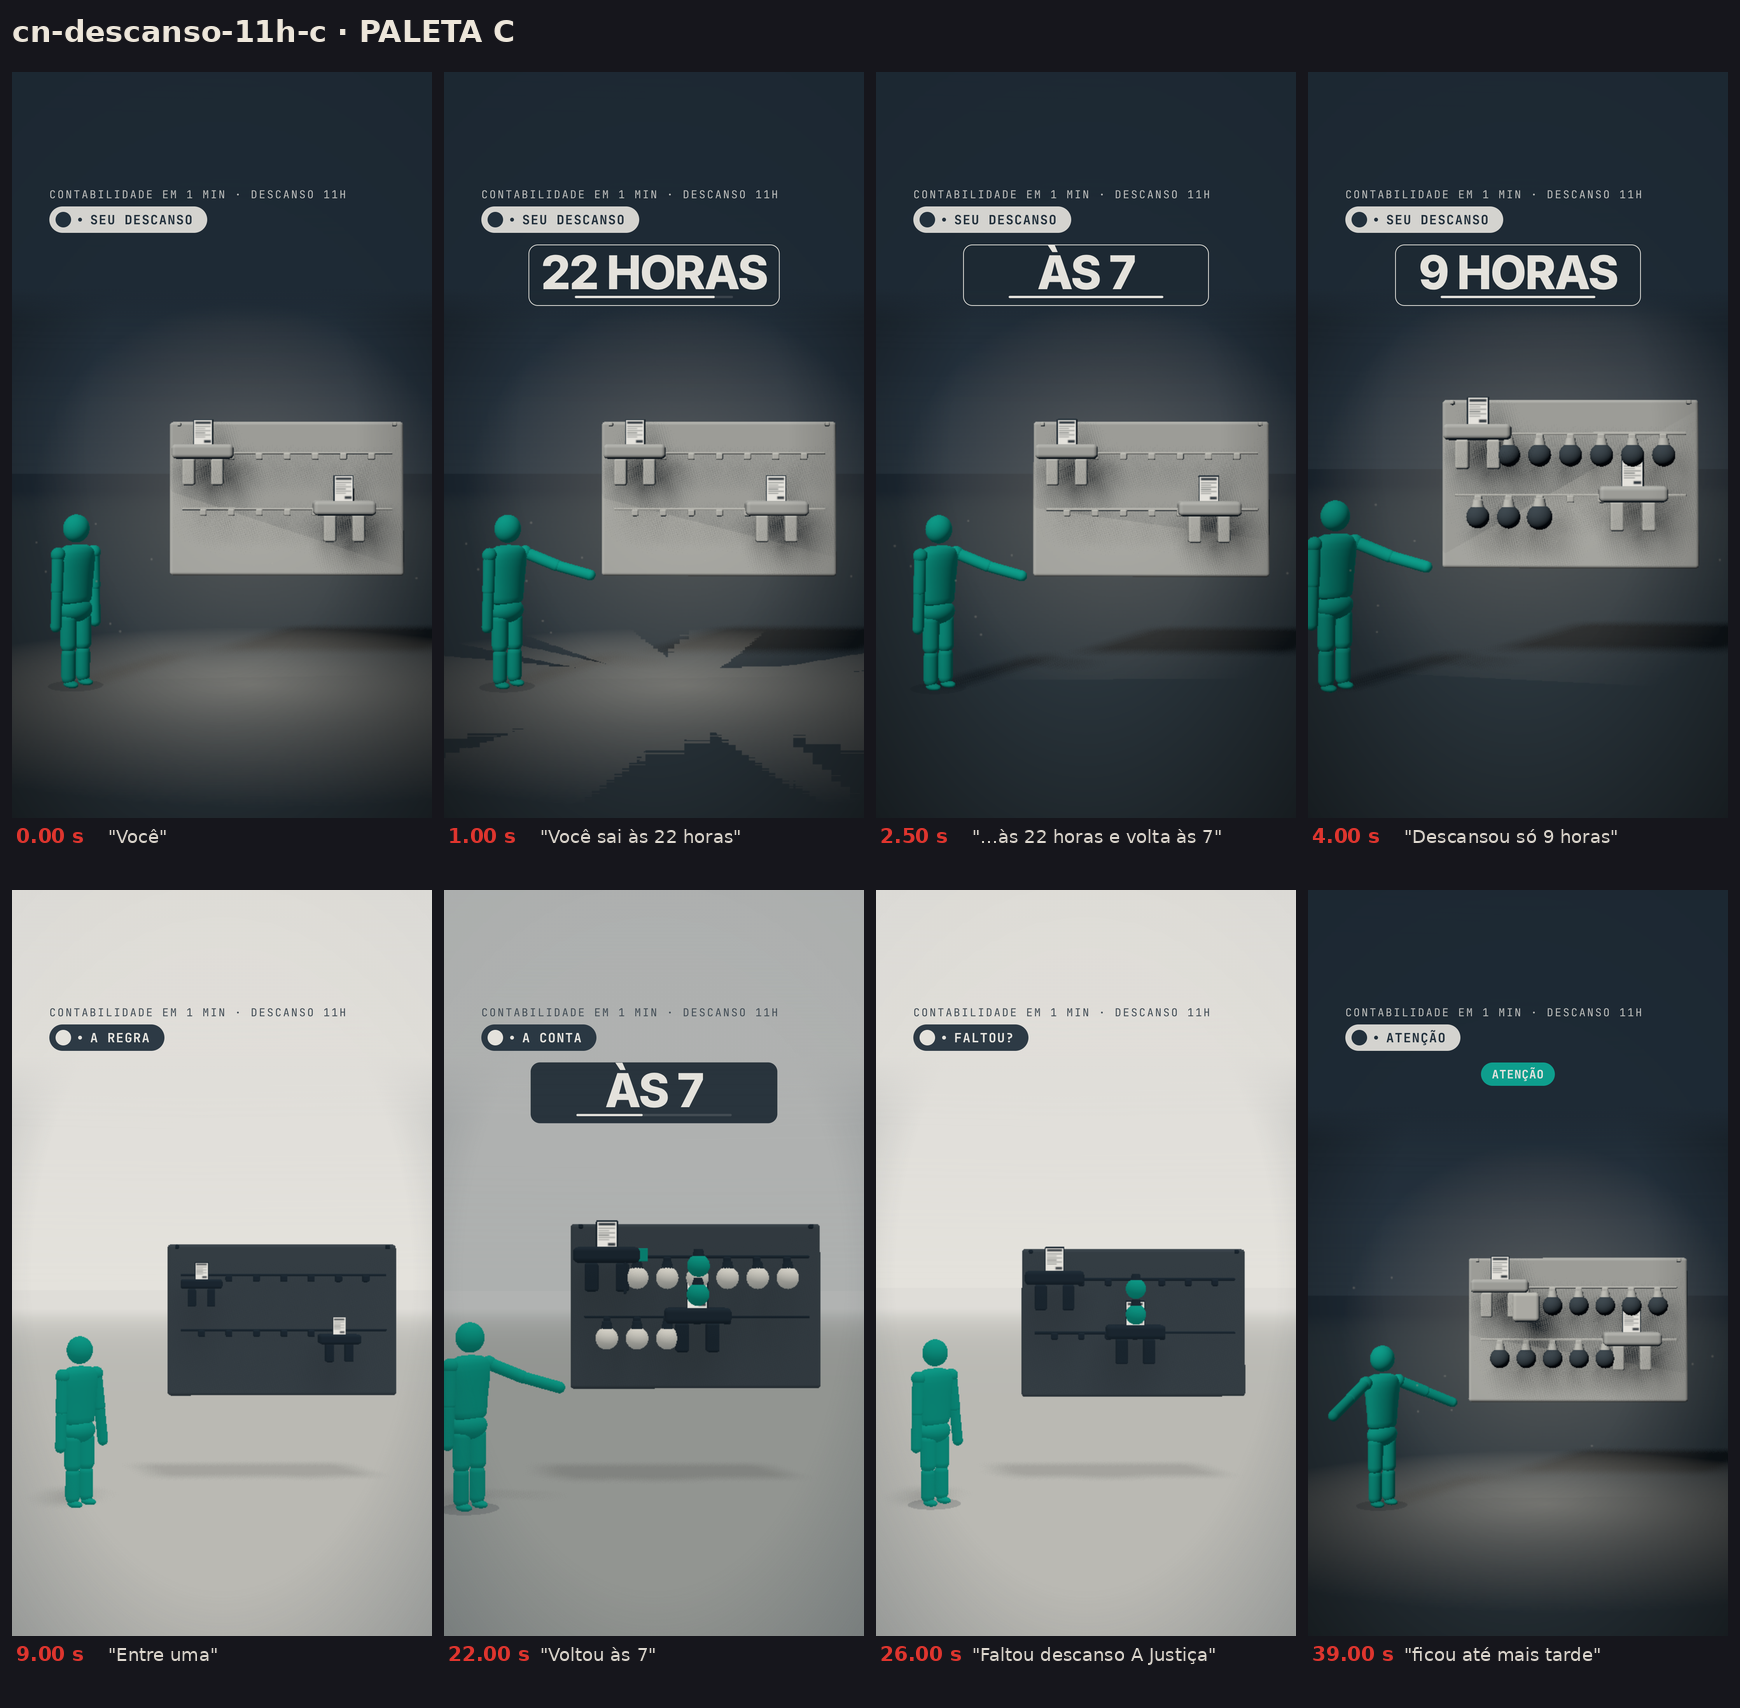 cn-descanso-11h-c · PALETA C
CONTABILIDADE EM 1 MIN · DESCANSO 11H
• SEU DESCANSO
0.00 s "Você"
CONTABILIDADE EM 1 MIN · DESCANSO 11H
• SEU DESCANSO
22 HORAS
1.00 s "Você sai às 22 horas"
CONTABILIDADE EM 1 MIN · DESCANSO 11H
• SEU DESCANSO
ÀS 7
2.50 s "...às 22 horas e volta às 7"
CONTABILIDADE EM 1 MIN · DESCANSO 11H
• SEU DESCANSO
9 HORAS
4.00 s "Descansou só 9 horas"
CONTABILIDADE EM 1 MIN · DESCANSO 11H
• A REGRA
9.00 s "Entre uma"
CONTABILIDADE EM 1 MIN · DESCANSO 11H
• A CONTA
ÀS 7
22.00 s "Voltou às 7"
CONTABILIDADE EM 1 MIN · DESCANSO 11H
• FALTOU?
26.00 s "Faltou descanso A Justiça"
CONTABILIDADE EM 1 MIN · DESCANSO 11H
• ATENÇÃO
ATENÇÃO
39.00 s "ficou até mais tarde"